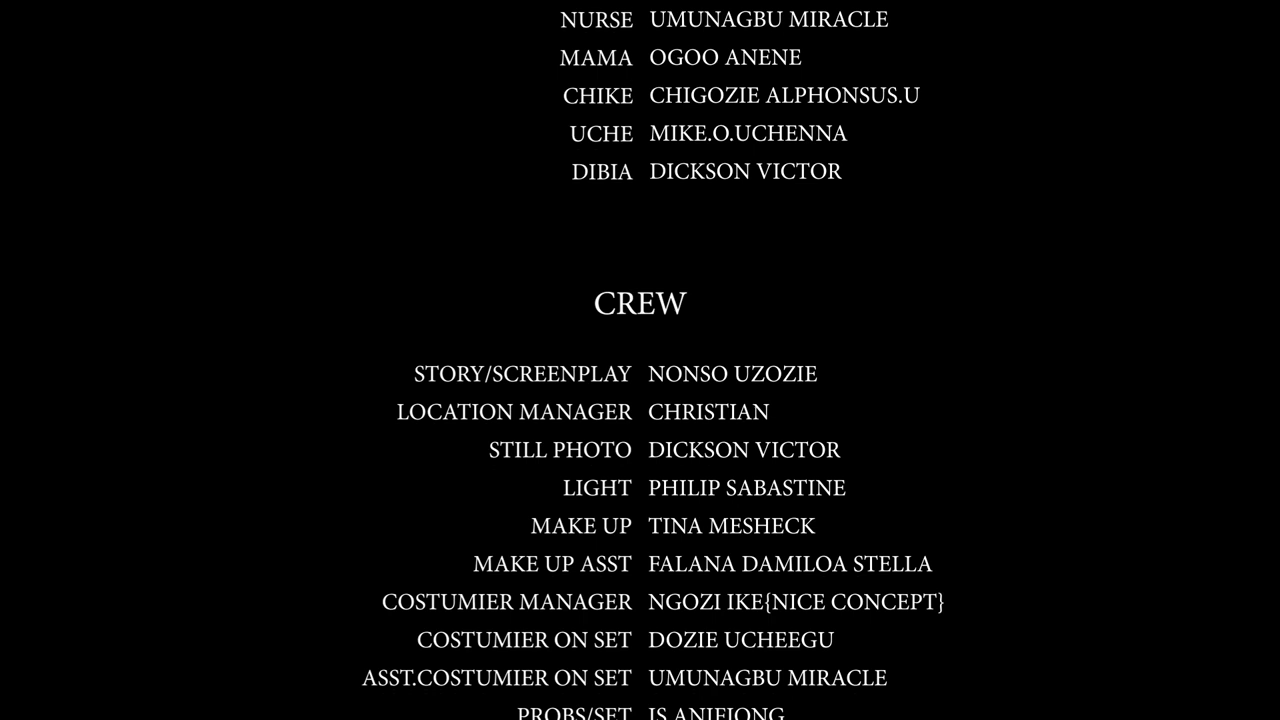 NURSE UMUNAGBU MIRACLE
MAMA OGOO ANENE
CHIKE CHIGOZIE ALPHONSUS.U
UCHE MIKE.O.UCHENNA
DIBIA DICKSON VICTOR
CREW
STORY/SCREENPLAY NONSO UZOZIE
LOCATION MANAGER CHRISTIAN
STILL PHOTO DICKSON VICTOR
LIGHT PHILIP SABASTINE
MAKE UP TINA MESHECK
MAKE UP ASST FALANA DAMILOA STELLA
COSTUMIER MANAGER NGOZI IKE{NICE CONCEPT}
COSTUMIER ON SET DOZIE UCHEEGU
ASST.COSTUMIER ON SET UMUNAGBU MIRACLE
PROBS/SET